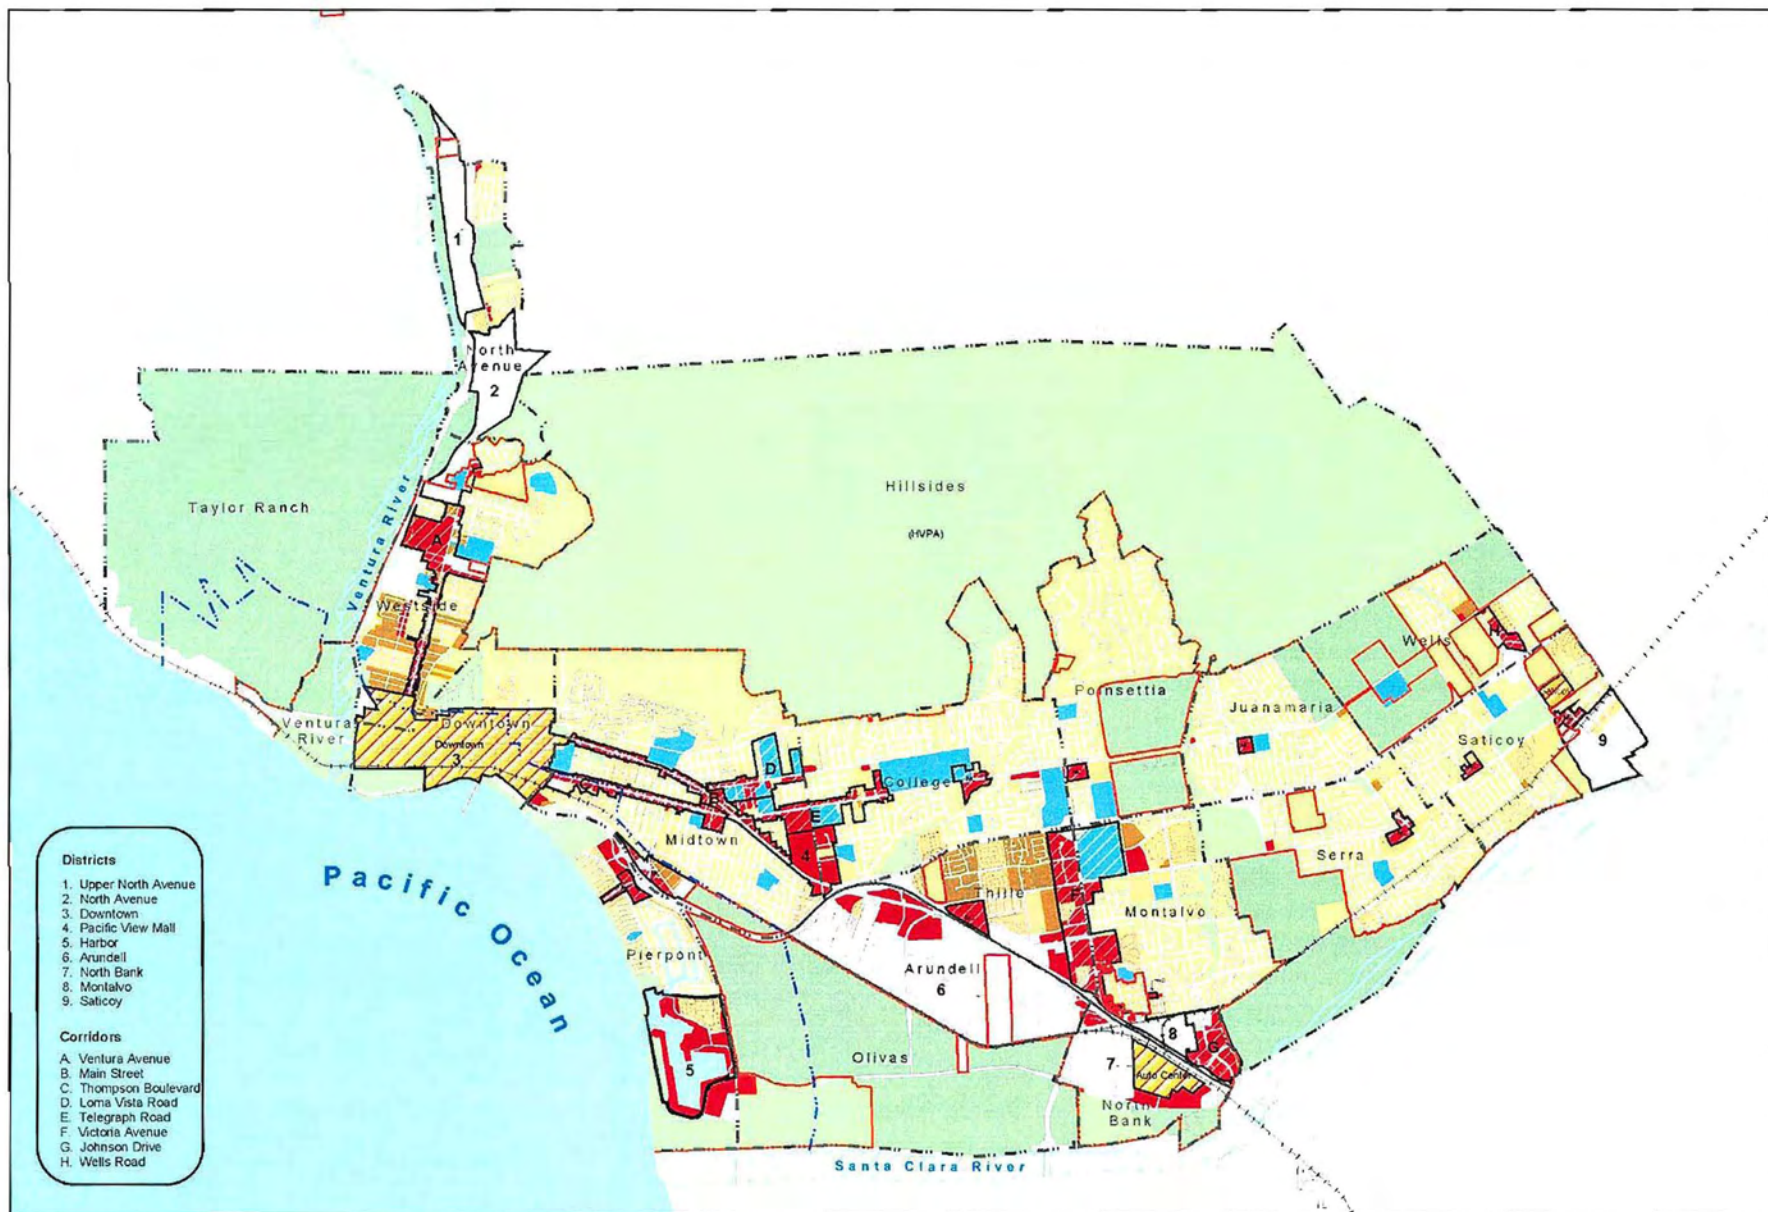 1
North
Avenue
2
Hillsides
(HVPA)
Taylor Ranch
Ventura River
A
Westside
Wells
H
Poinsettia
Juanamaria
Saticoy
9
Ventura
River
Downtown
Downtown
3
C
B
D
College
E
Midtown
4
Serra
Thille
F
Montalvo
Pacific Ocean
Pierpont
Arundell
6
5
Olivas
7
8
G
Auto Center
North
Bank
Santa Clara River
Districts
1. Upper North Avenue
2. North Avenue
3. Downtown
4. Pacific View Mall
5. Harbor
6. Arundell
7. North Bank
8. Montalvo
9. Saticoy
Corridors
A. Ventura Avenue
B. Main Street
C. Thompson Boulevard
D. Loma Vista Road
E. Telegraph Road
F. Victoria Avenue
G. Johnson Drive
H. Wells Road